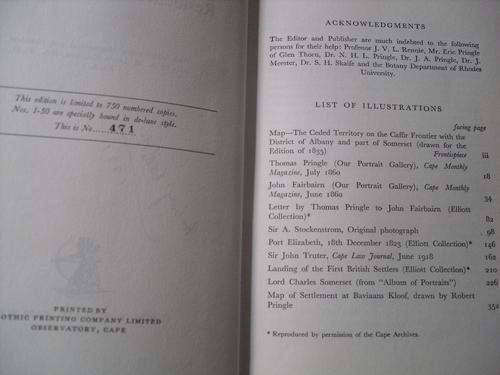 This edition is limited to 750 numbered copies.
Nos. 1-50 are specially bound in de-luxe style.
This is No..... 471
PRINTED BY
OTHIC PRINTING COMPANY LIMITED
OBSERVATORY, CAPE
ACKNOWLEDGMENTS
The Editor and Publisher are much indebted to the following
persons for their help: Professor J. V. L. Rennie, Mr. Eric Pringle
of Glen Thorn, Dr. N. H. L. Pringle, Dr. J. A. Pringle, Dr. J.
Meester, Dr. S. H. Skaife and the Botany Department of Rhodes
University.
LIST OF ILLUSTRATIONS
facing page
Map—The Ceded Territory on the Caffir Frontier with the
District of Albany and part of Somerset (drawn for the
Edition of 1835) Frontispiece iii
Thomas Pringle (Our Portrait Gallery), Cape Monthly
Magazine, July 1860 18
John Fairbairn (Our Portrait Gallery), Cape Monthly
Magazine, June 1860 34
Letter by Thomas Pringle to John Fairbairn (Elliott
Collection)* 82
Sir A. Stockenstrom, Original photograph 98
Port Elizabeth, 18th December 1823 (Elliott Collection)* 146
Sir John Truter, Cape Law Journal, June 1918 162
Landing of the First British Settlers (Elliott Collection)* 210
Lord Charles Somerset (from "Album of Portraits") 226
Map of Settlement at Baviaans Kloof, drawn by Robert
Pringle 352
* Reproduced by permission of the Cape Archives.